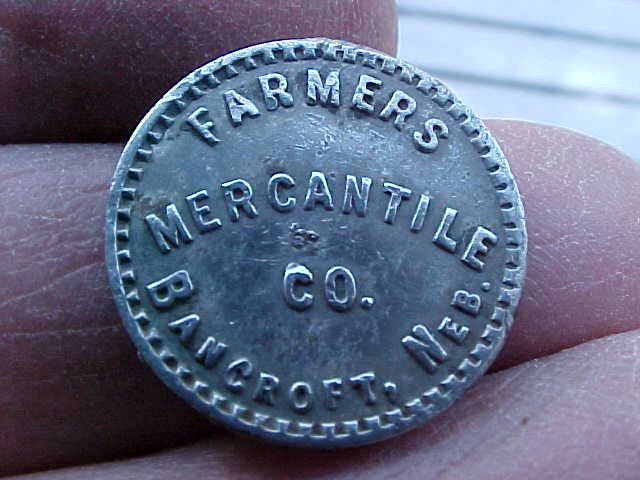 FARMERS
MERCANTILE
CO.
BANCROFT, NEB.